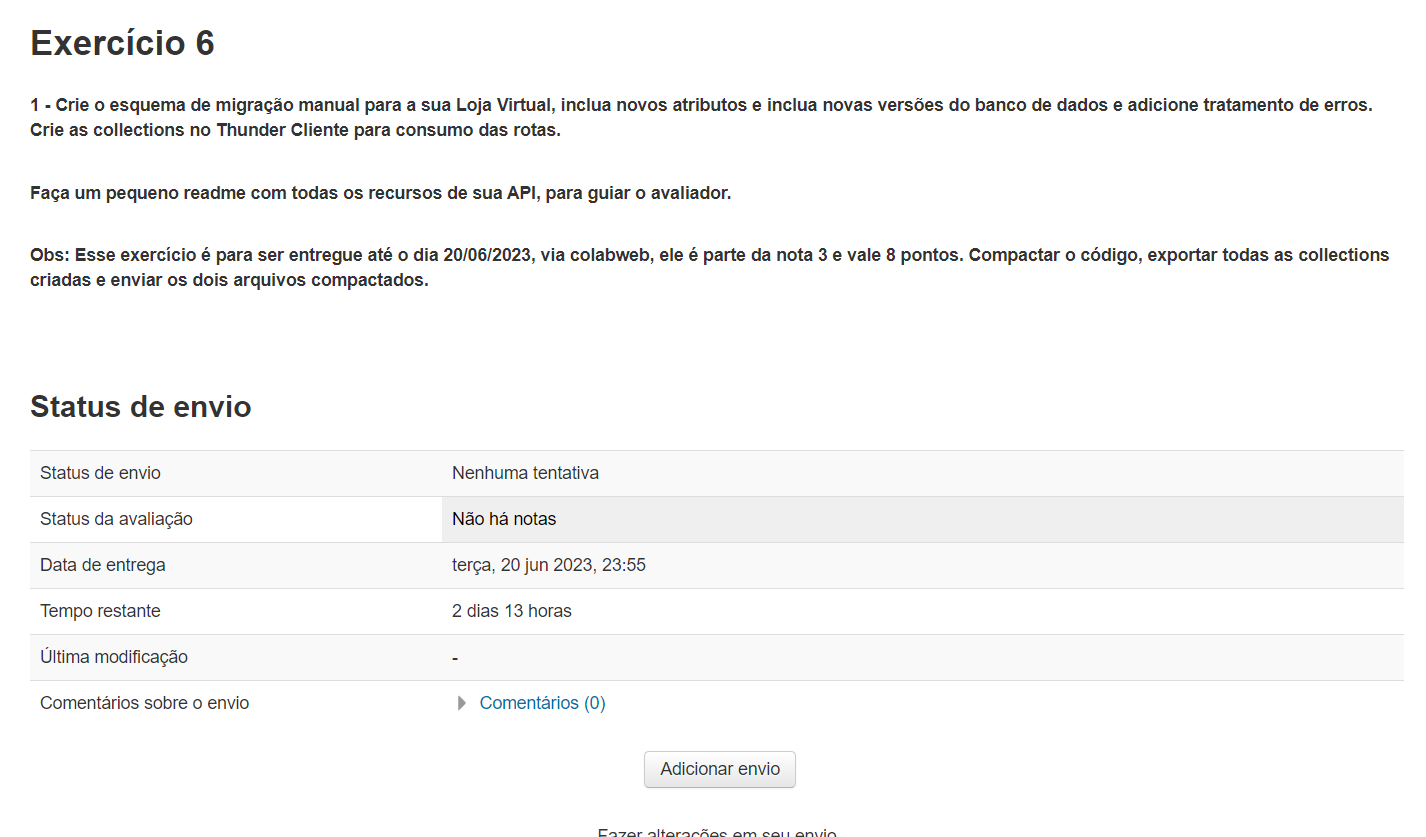 Exercício 6
1 - Crie o esquema de migração manual para a sua Loja Virtual, inclua novos atributos e inclua novas versões do banco de dados e adicione tratamento de erros.
Crie as collections no Thunder Cliente para consumo das rotas.
Faça um pequeno readme com todas os recursos de sua API, para guiar o avaliador.
Obs: Esse exercício é para ser entregue até o dia 20/06/2023, via colabweb, ele é parte da nota 3 e vale 8 pontos. Compactar o código, exportar todas as collections
criadas e enviar os dois arquivos compactados.
Status de envio
Status de envio Nenhuma tentativa
Status da avaliação Não há notas
Data de entrega terça, 20 jun 2023, 23:55
Tempo restante 2 dias 13 horas
Última modificação -
Comentários sobre o envio Comentários (0)
Adicionar envio
Fazer alterações em seu envio